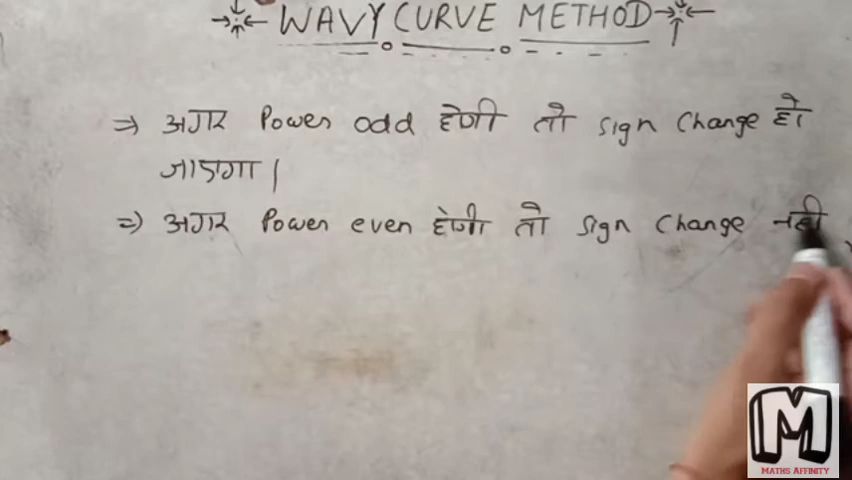 WAVY CURVE METHOD
⇒ अगर Power odd होगी तो sign change हो
जाएगा।
⇒ अगर Power even होगी तो sign change नही
M
MATHS AFFINITY